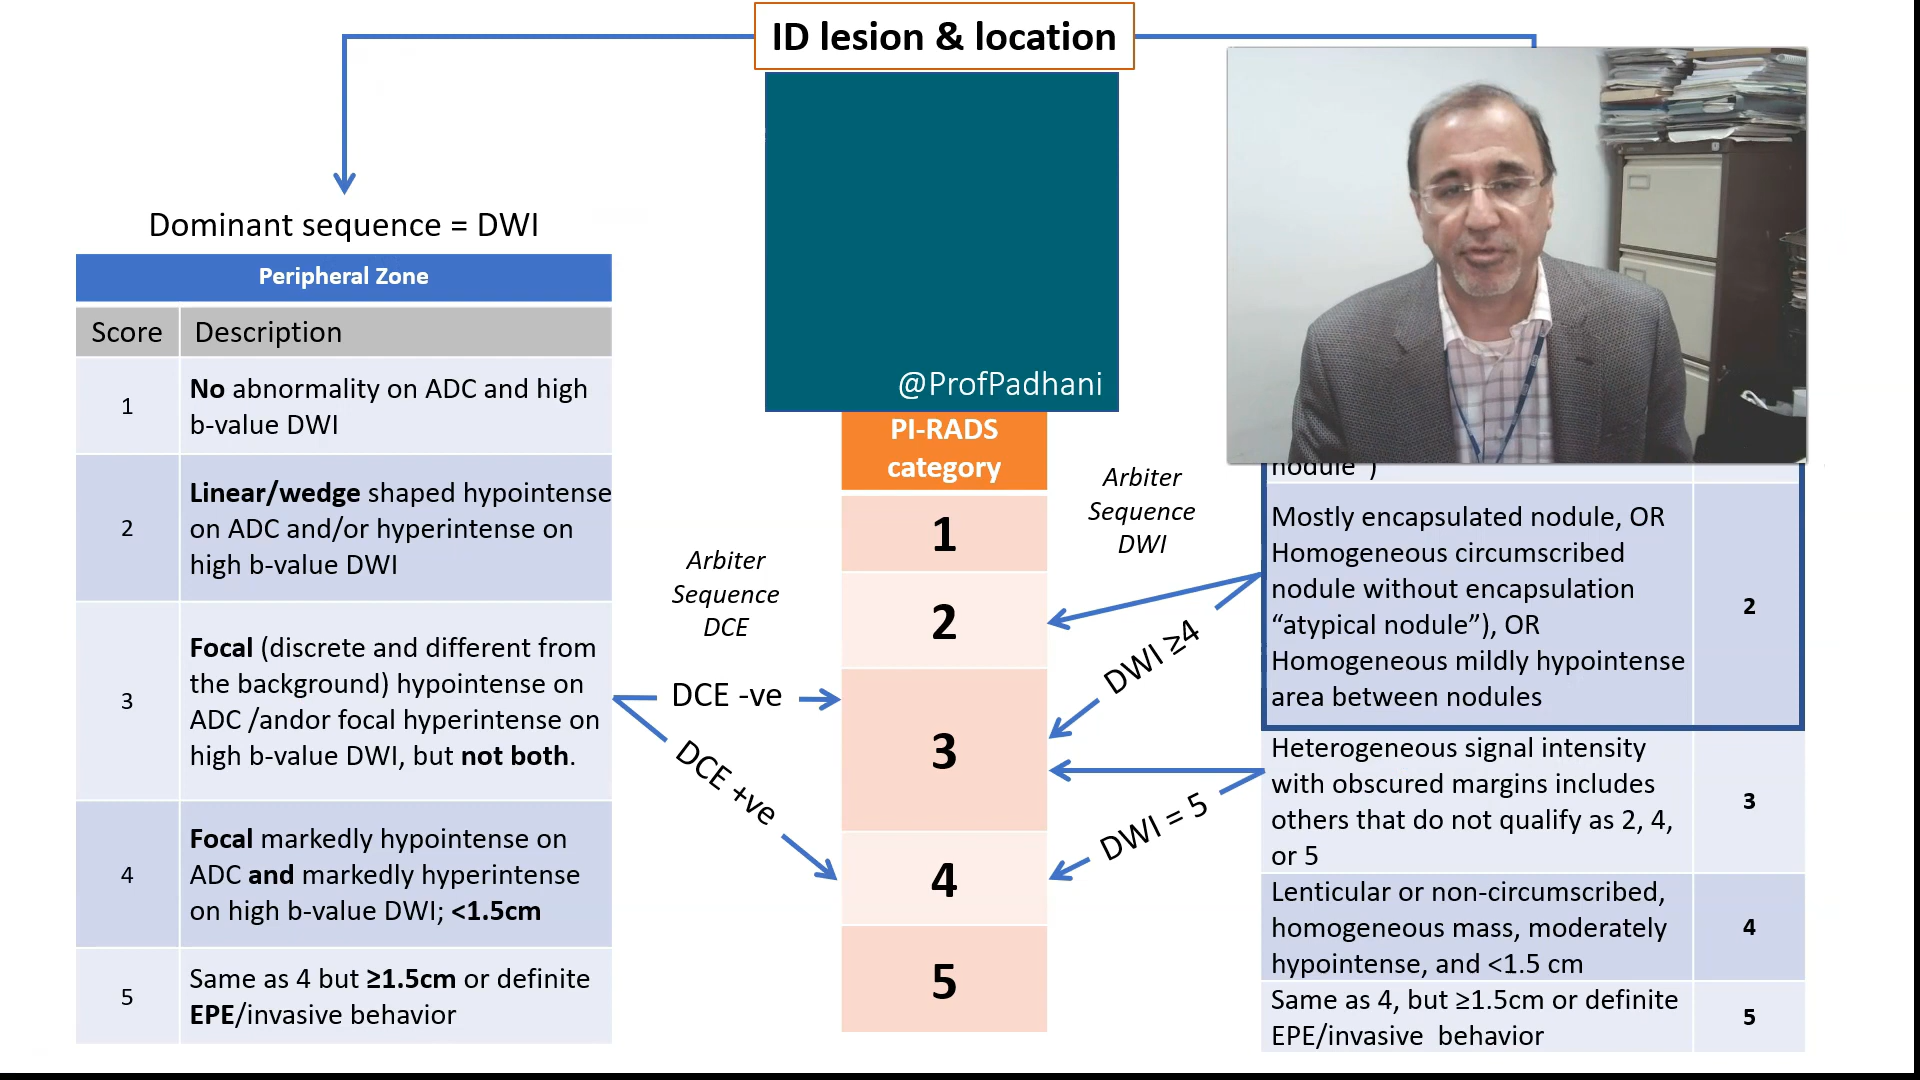 ID lesion & location
@ProfPadhani
Dominant sequence = DWI
Peripheral Zone
Score Description
1
No abnormality on ADC and high
b-value DWI
2
Linear/wedge shaped hypointense
on ADC and/or hyperintense on
high b-value DWI
3
Focal (discrete and different from
the background) hypointense on
ADC /andor focal hyperintense on
high b-value DWI, but not both.
4
Focal markedly hypointense on
ADC and markedly hyperintense
on high b-value DWI; <1.5cm
5
Same as 4 but ≥1.5cm or definite
EPE/invasive behavior
Arbiter
Sequence
DCE
DCE -ve
DCE +ve
PI-RADS
category
1
2
3
4
5
Arbiter
Sequence
DWI
DWI ≥4
DWI = 5
nodule")
Mostly encapsulated nodule, OR
Homogeneous circumscribed
nodule without encapsulation
“atypical nodule”), OR
Homogeneous mildly hypointense
area between nodules
2
Heterogeneous signal intensity
with obscured margins includes
others that do not qualify as 2, 4,
or 5
3
Lenticular or non-circumscribed,
homogeneous mass, moderately
hypointense, and <1.5 cm
4
Same as 4, but ≥1.5cm or definite
EPE/invasive behavior
5